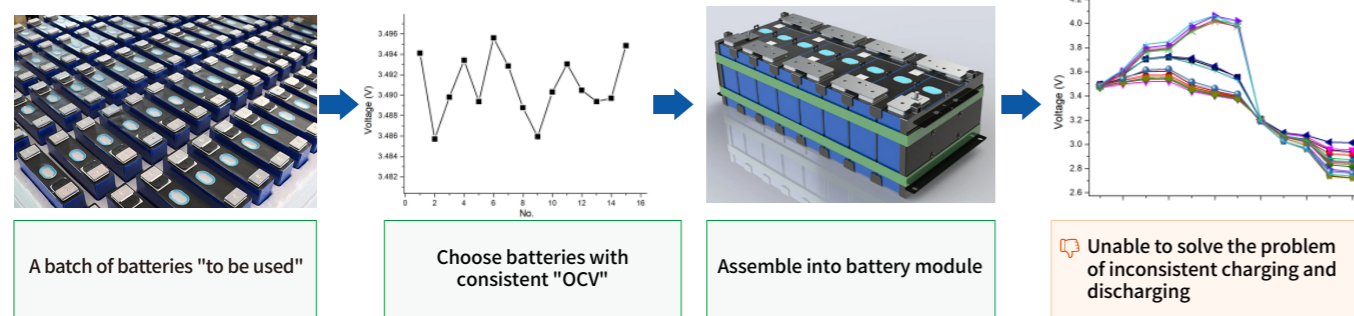 3.496
3.494
3.492
3.490
3.488
3.486
3.484
3.482
Voltage (V)
0 2 4 6 8 10 12 14 16
No.
4.0
3.8
3.6
3.4
3.2
3.0
2.8
2.6
Voltage (V)
A batch of batteries "to be used"
Choose batteries with
consistent "OCV"
Assemble into battery module
Unable to solve the problem
of inconsistent charging and
discharging